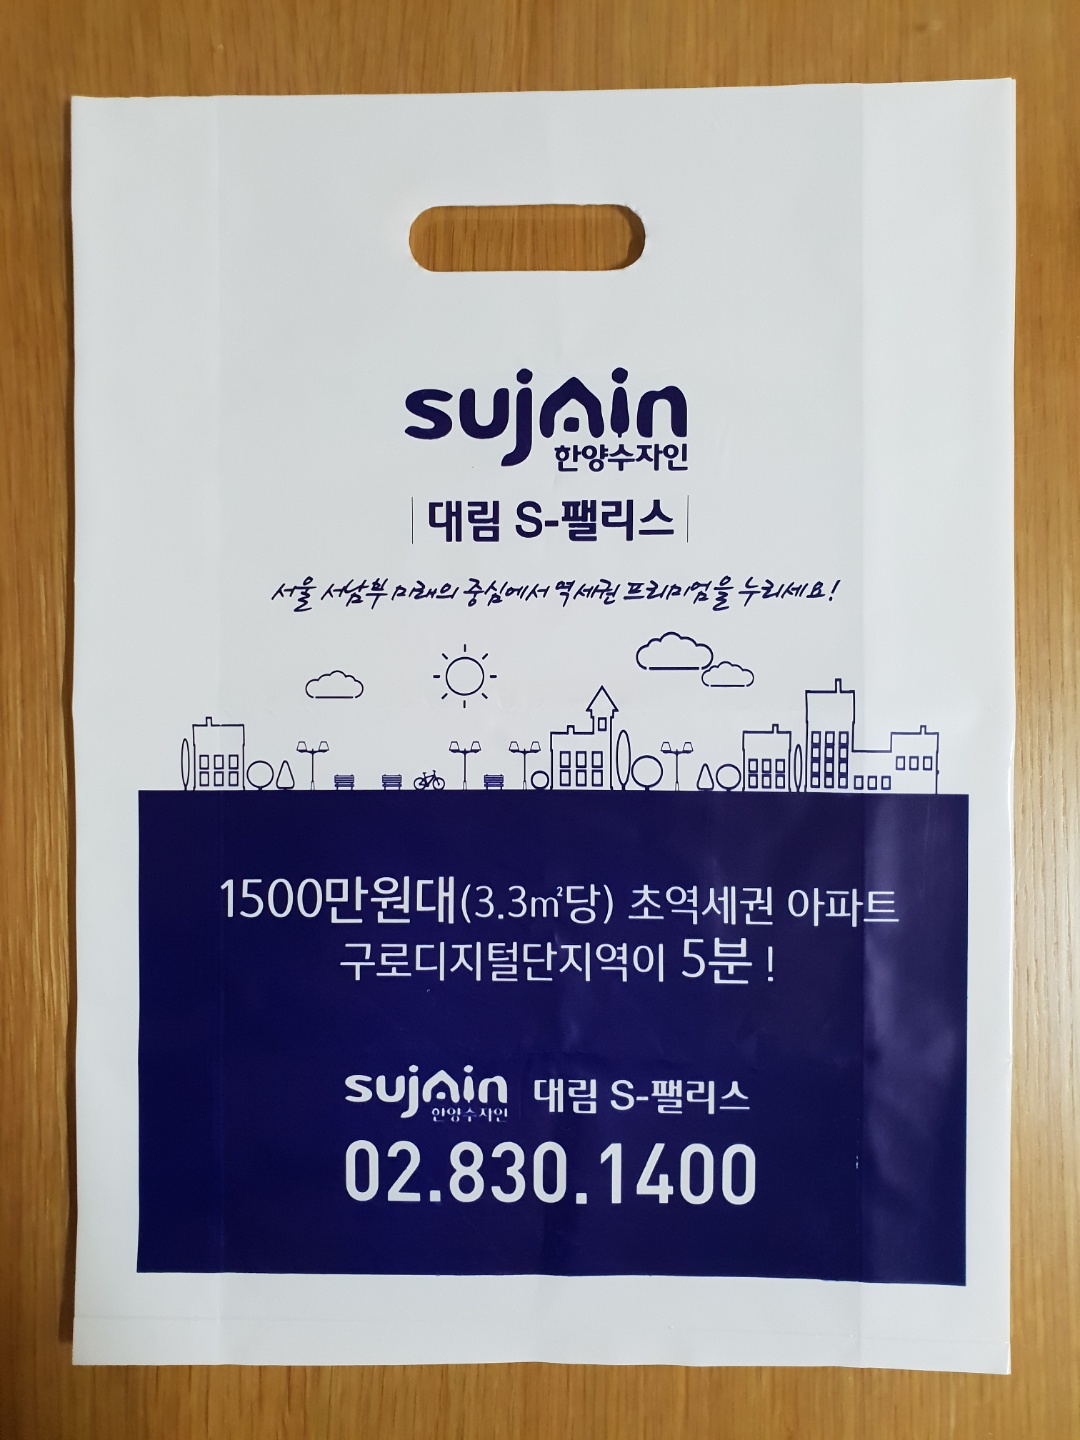 sujain
한양수자인
대림 S-팰리스
서울 서남부 미래의 중심에서 역세권 프리미엄을 누리세요!
1500만원대(3.3㎡당) 초역세권 아파트
구로디지털단지역이 5분 !
sujain 대림 S-팰리스
한양수자인
02.830.1400